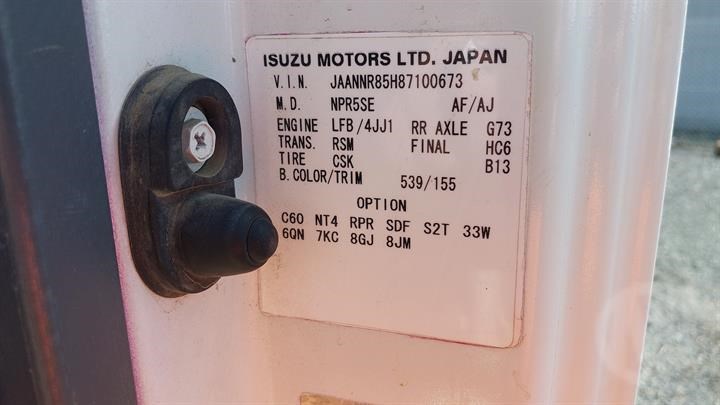 ISUZU MOTORS LTD. JAPAN
V.I.N. JAANNR85H87100673
M.D. NPR5SE AF/AJ
ENGINE LFB/4JJ1 RR AXLE G73
TRANS. RSM FINAL HC6
TIRE CSK B13
B.COLOR/TRIM 539/155
OPTION
C60 NT4 RPR SDF S2T 33W
6QN 7KC 8GJ 8JM